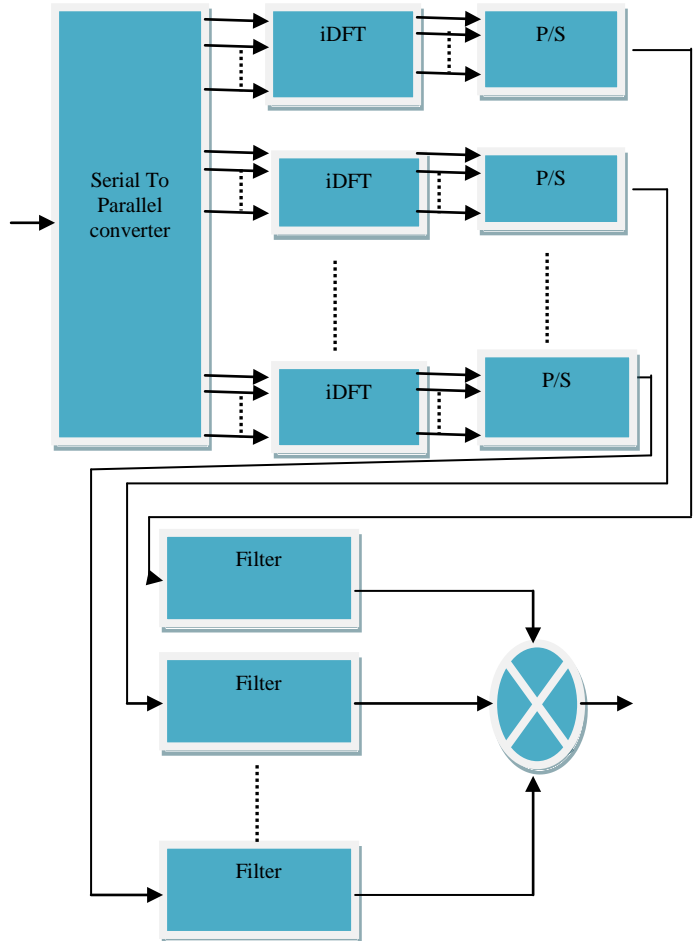 iDFT
P/S
Serial To
Parallel
converter
iDFT
P/S
iDFT
P/S
Filter
Filter
Filter